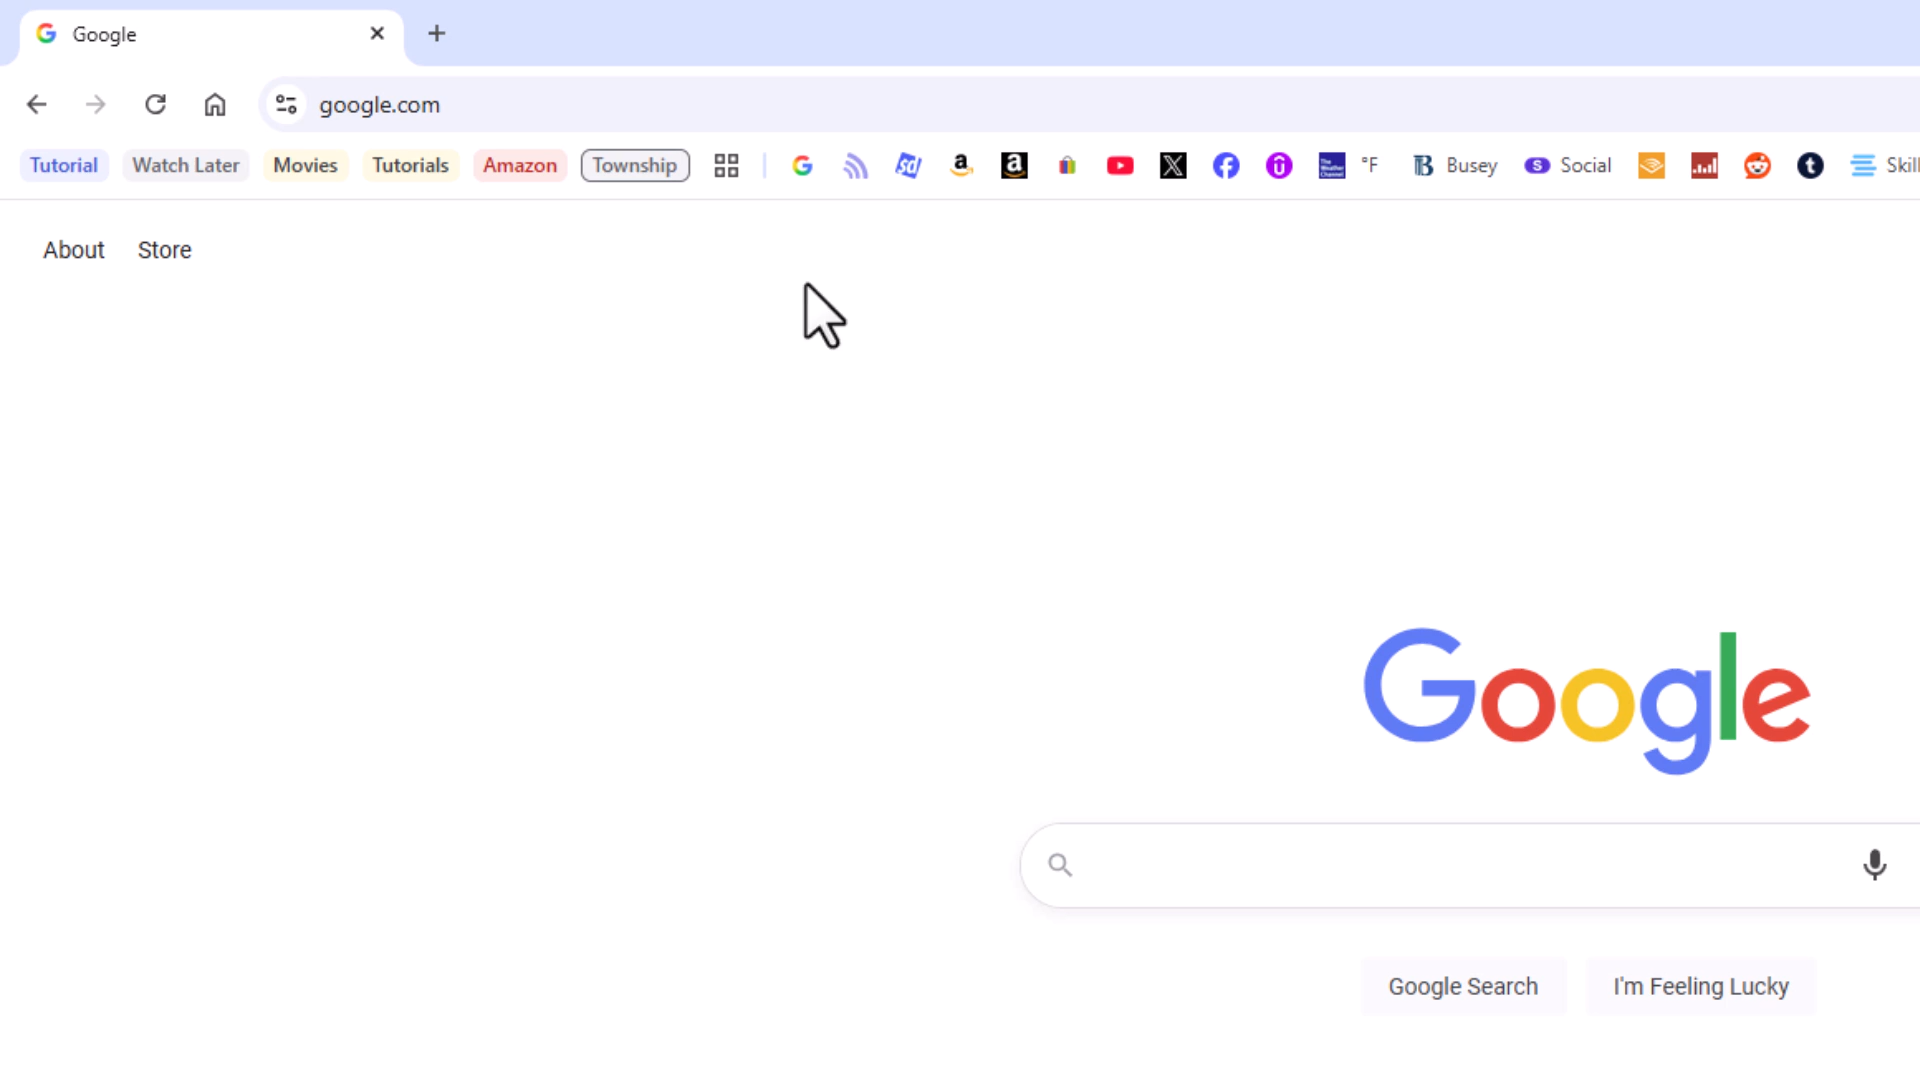 Google
google.com
Tutorial Watch Later Movies Tutorials Amazon Township °F Busey Social Skill
About Store
Google
Google Search I'm Feeling Lucky